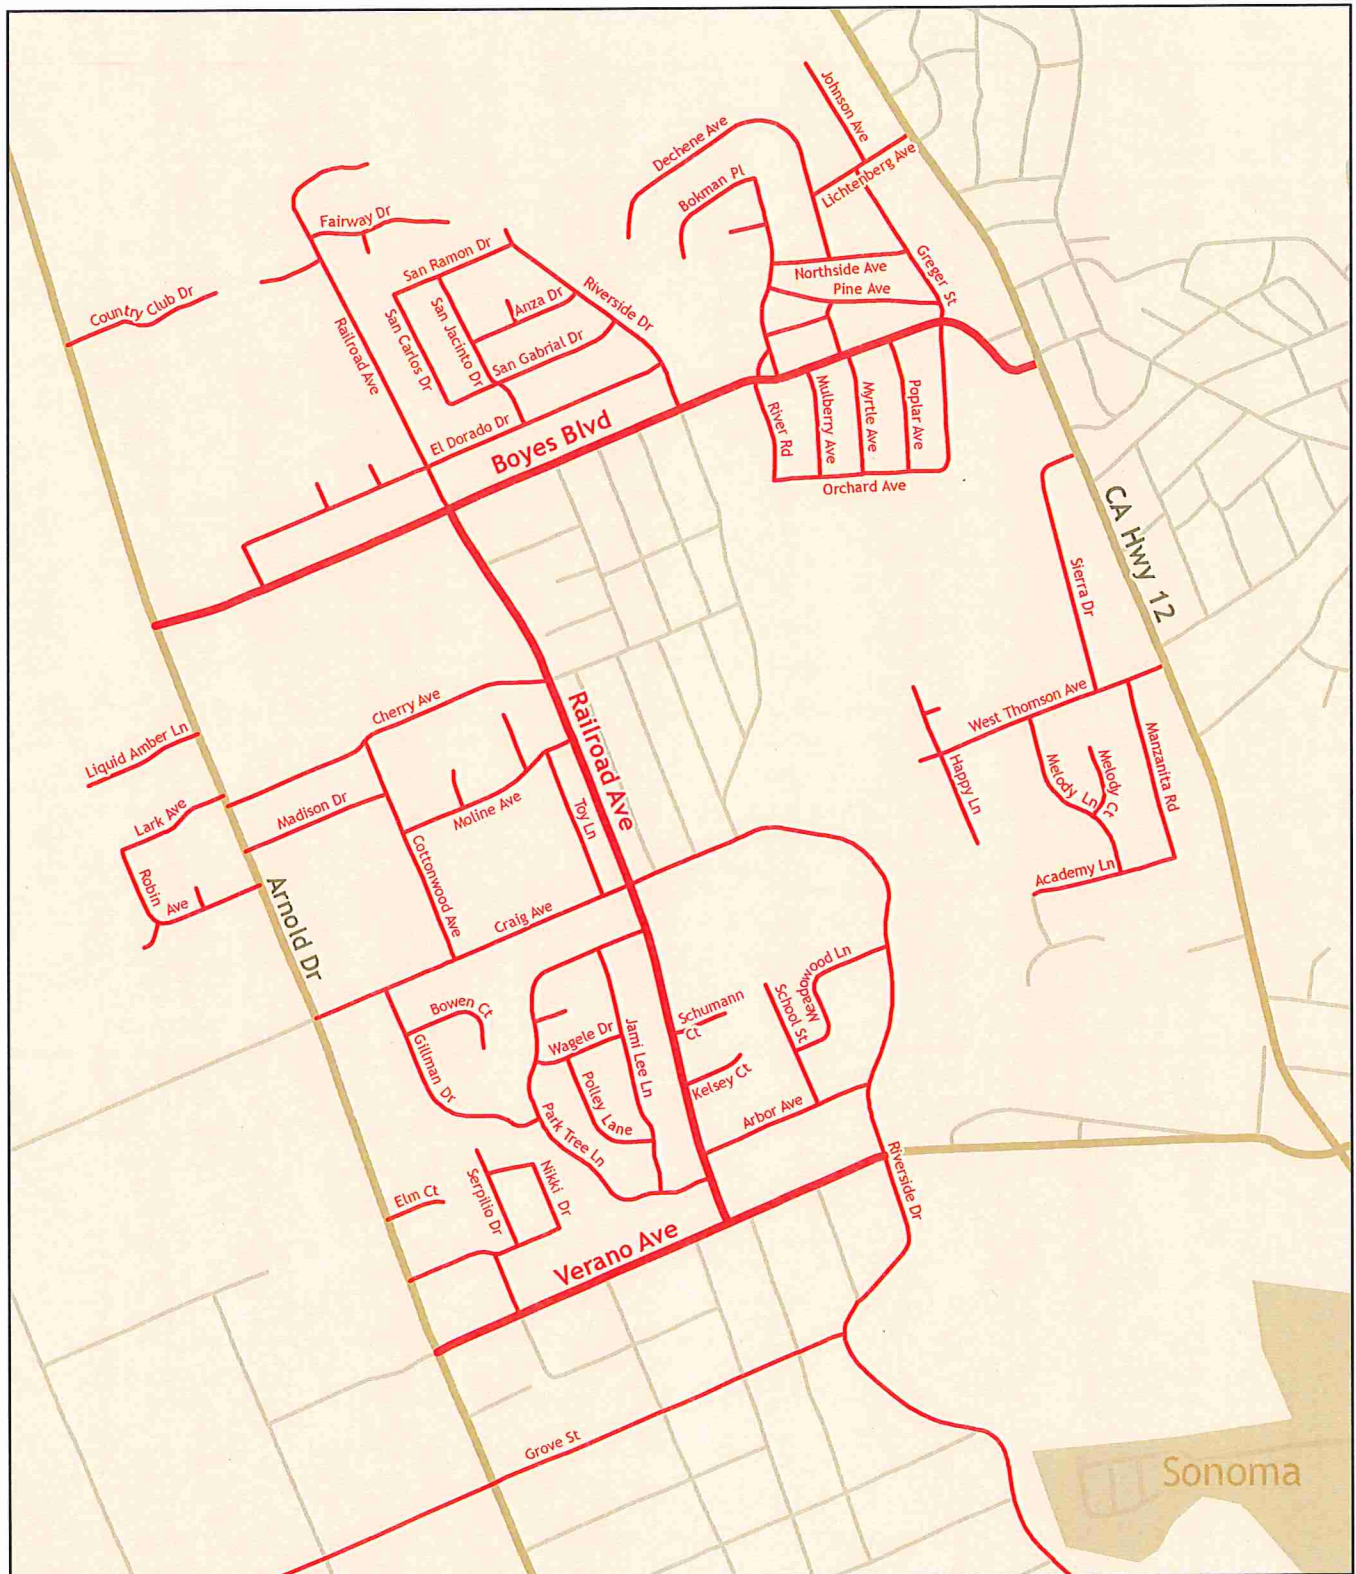 Johnson Ave
Dechene Ave
Lichtenberg Ave
Bokman Pl
Fairway Dr
San Ramon Dr
Greger St
Northside Ave
Pine Ave
Country Club Dr
Anza Dr
Riverside Dr
Railroad Ave
San Carlos Dr
San Jacinto Dr
San Gabrial Dr
El Dorado Dr
Boyes Blvd
River Rd
Mulberry Ave
Myrtle Ave
Poplar Ave
Orchard Ave
CA Hwy 12
Sierra Dr
West Thomson Ave
Cherry Ave
Railroad Ave
Liquid Amber Ln
Happy Ln
Melody Ln
Melody Ct
Manzanita Rd
Lark Ave
Madison Dr
Moline Ave
Toy Ln
Cottonwood Ave
Academy Ln
Robin
Ave
Arnold Dr
Craig Ave
Meadowood Ln
School St
Schumann
Ct
Bowen Ct
Gillman Dr
Wagele Dr
Jami Lee Ln
Polley Lane
Kelsey Ct
Arbor Ave
Park Tree Ln
Riverside Dr
Nikki Dr
Serpilio Dr
Elm Ct
Verano Ave
Grove St
Sonoma